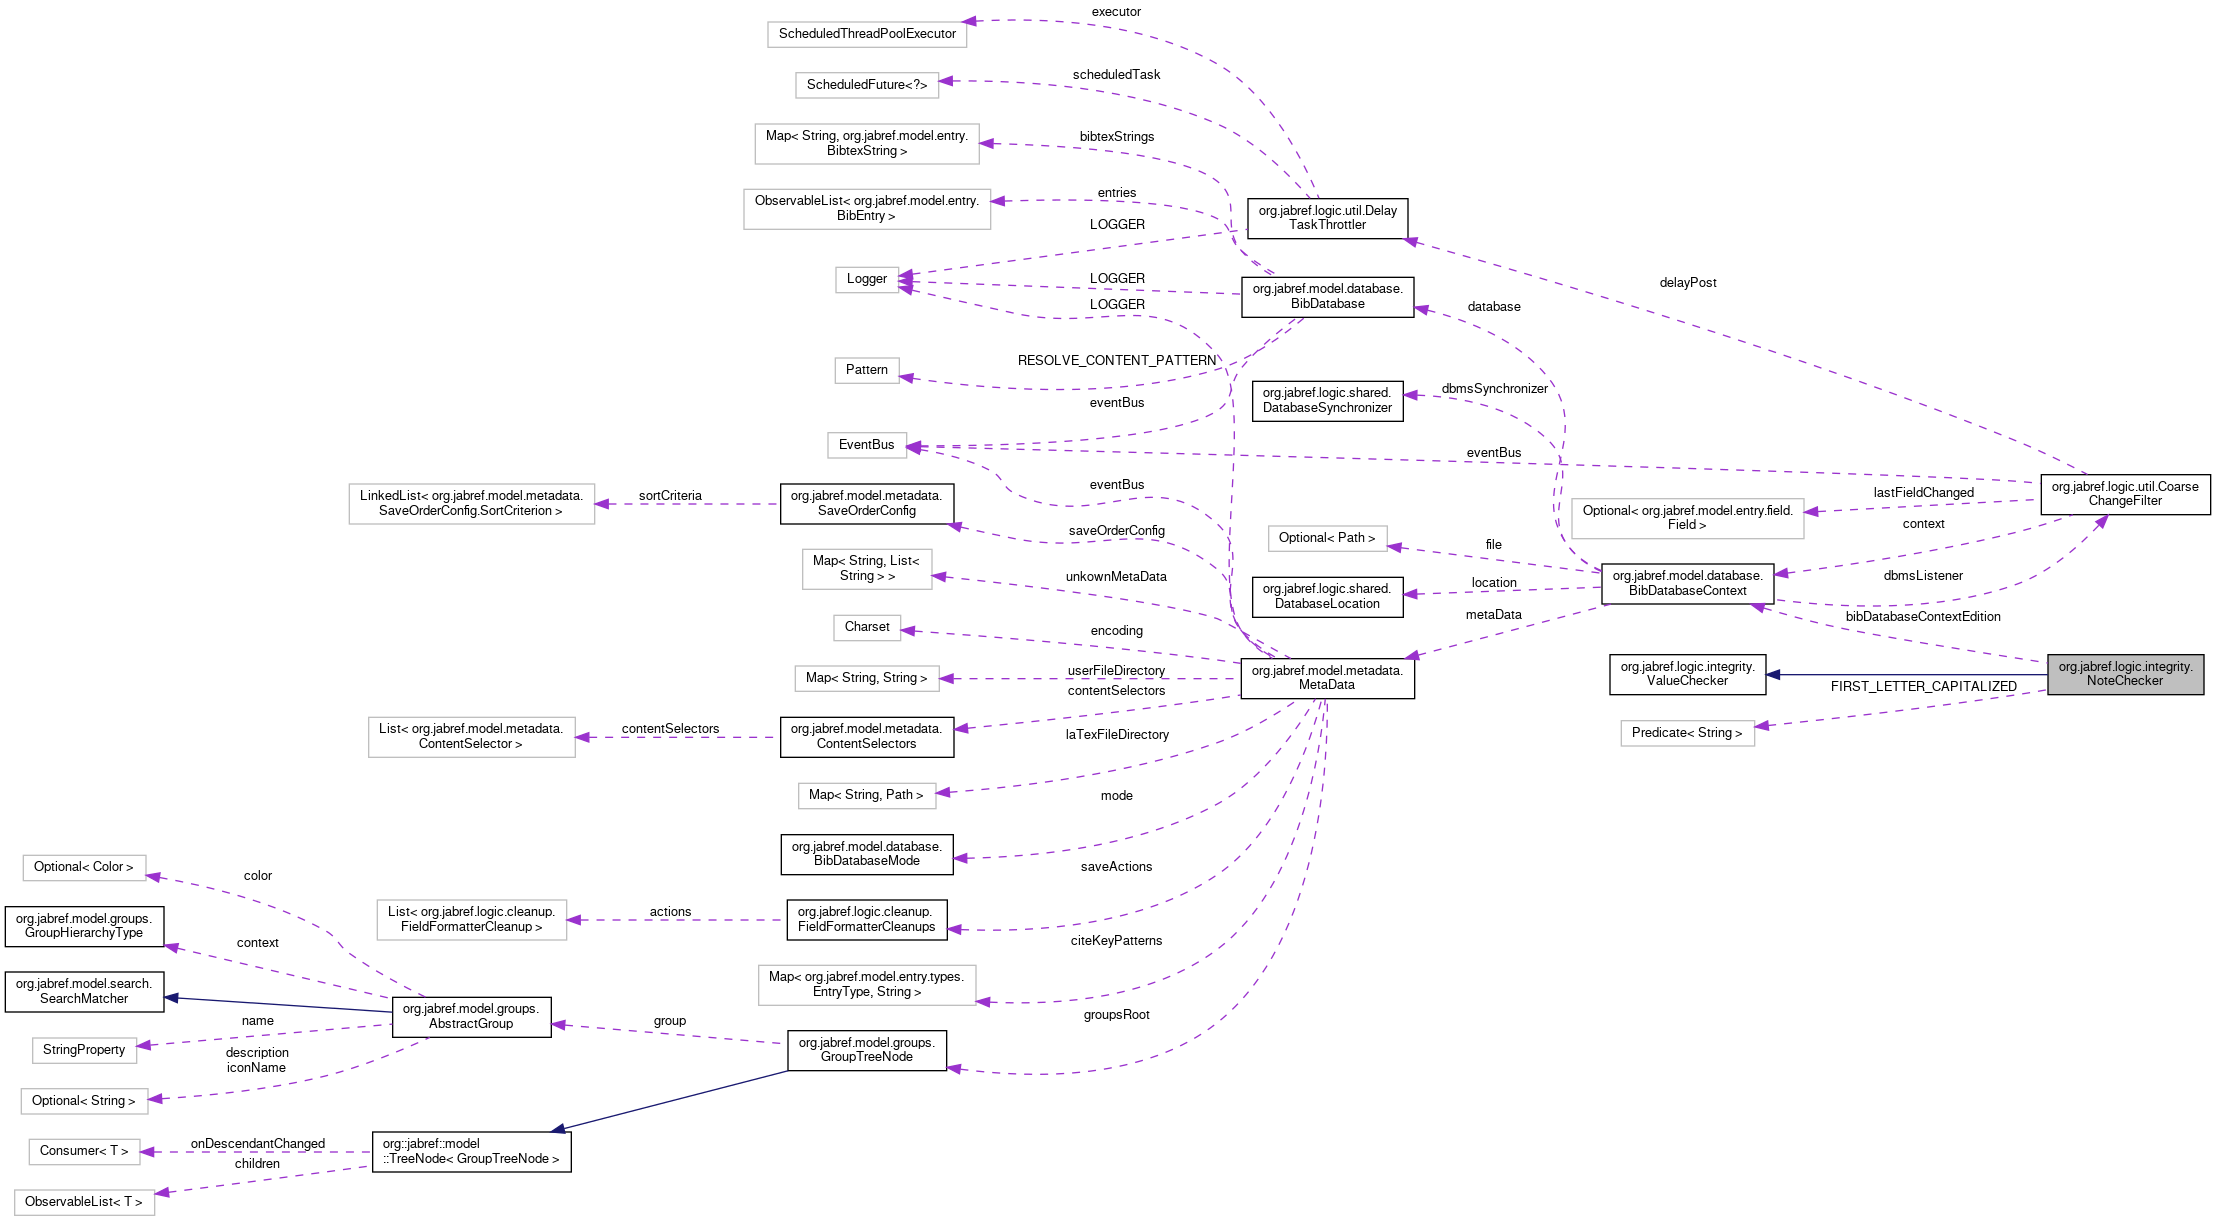 executor
ScheduledThreadPoolExecutor
scheduledTask
ScheduledFuture<?>
Map< String, org.jabref.model.entry.
BibtexString >
bibtexStrings
ObservableList< org.jabref.model.entry.
BibEntry >
entries
org.jabref.logic.util.Delay
TaskThrottler
LOGGER
Logger
LOGGER
LOGGER
org.jabref.model.database.
BibDatabase
delayPost
database
Pattern
RESOLVE_CONTENT_PATTERN
org.jabref.logic.shared.
DatabaseSynchronizer
dbmsSynchronizer
eventBus
EventBus
eventBus
eventBus
LinkedList< org.jabref.model.metadata.
SaveOrderConfig.SortCriterion >
sortCriteria
org.jabref.model.metadata.
SaveOrderConfig
saveOrderConfig
org.jabref.logic.util.Coarse
ChangeFilter
lastFieldChanged
Optional< org.jabref.model.entry.field.
Field >
context
Optional< Path >
file
Map< String, List<
String > >
unkownMetaData
org.jabref.logic.shared.
DatabaseLocation
location
org.jabref.model.database.
BibDatabaseContext
dbmsListener
metaData
bibDatabaseContextEdition
Charset
encoding
Map< String, String >
userFileDirectory
org.jabref.model.metadata.
MetaData
org.jabref.logic.integrity.
ValueChecker
org.jabref.logic.integrity.
NoteChecker
FIRST_LETTER_CAPITALIZED
Predicate< String >
contentSelectors
List< org.jabref.model.metadata.
ContentSelector >
contentSelectors
org.jabref.model.metadata.
ContentSelectors
laTexFileDirectory
Map< String, Path >
mode
org.jabref.model.database.
BibDatabaseMode
saveActions
Optional< Color >
color
List< org.jabref.logic.cleanup.
FieldFormatterCleanup >
actions
org.jabref.logic.cleanup.
FieldFormatterCleanups
org.jabref.model.groups.
GroupHierarchyType
context
citeKeyPatterns
Map< org.jabref.model.entry.types.
EntryType, String >
org.jabref.model.search.
SearchMatcher
org.jabref.model.groups.
AbstractGroup
groupsRoot
name
StringProperty
group
org.jabref.model.groups.
GroupTreeNode
description
iconName
Optional< String >
Consumer< T >
onDescendantChanged
org::jabref::model
::TreeNode< GroupTreeNode >
children
ObservableList< T >